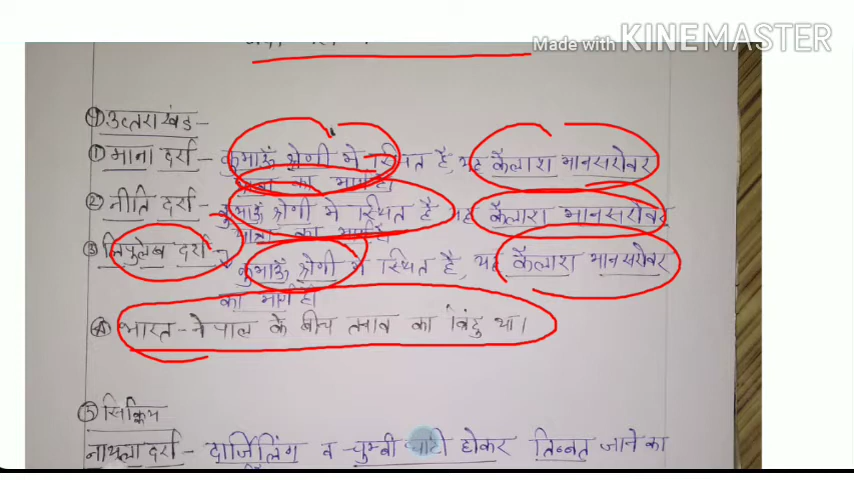 Made with KINEMASTER
④ उत्तराखंड-
① माना दर्रा - कुमाऊँ श्रेणी में स्थित है, यह कैलाश मानसरोवर
यात्रा का मार्ग है।
② नीति दर्रा - कुमाऊं श्रेणी में स्थित है यह कैलाश मानसरोवर
यात्रा का मार्ग है
③ लिपुलेख दर्रा - कुमाऊँ श्रेणी में स्थित है, यह कैलाश मानसरोवर
का मार्ग है।
भारत - नेपाल के बीच तनाव का बिंदु था।
⑤ सिक्किम
नाथुला दर्रा - दार्जिलिंग व चुम्बी घाटी होकर तिब्बत जाने का